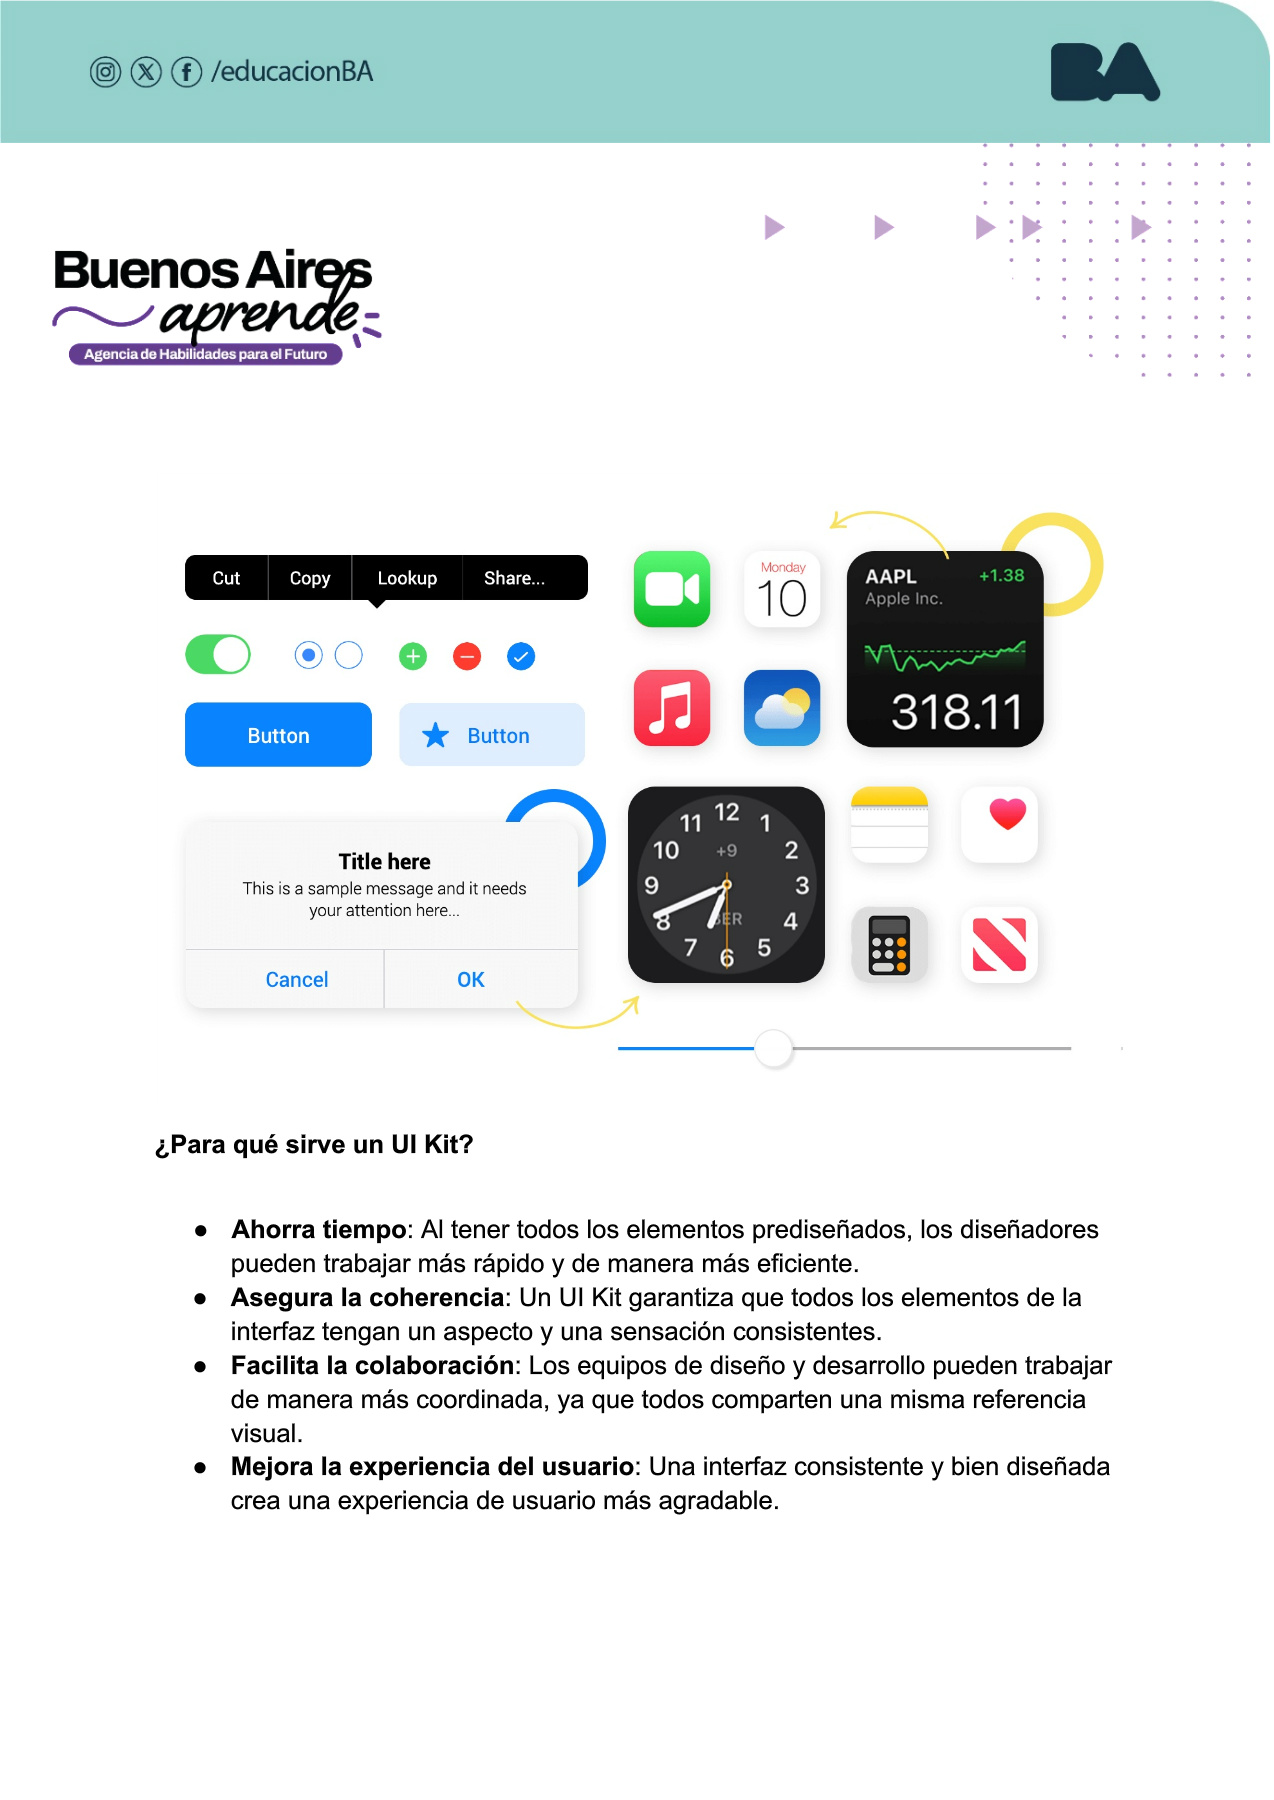 /educacionBA
BA
Buenos Aires
aprende
Agencia de Habilidades para el Futuro
Cut Copy Lookup Share...
Button Button
Title here
This is a sample message and it needs
your attention here...
Cancel OK
Monday
10
AAPL +1.38
Apple Inc.
318.11
12
11 1
10 +9 2
9 3
8 BER 4
7 5
6
¿Para qué sirve un UI Kit?
● Ahorra tiempo: Al tener todos los elementos prediseñados, los diseñadores
pueden trabajar más rápido y de manera más eficiente.
● Asegura la coherencia: Un UI Kit garantiza que todos los elementos de la
interfaz tengan un aspecto y una sensación consistentes.
● Facilita la colaboración: Los equipos de diseño y desarrollo pueden trabajar
de manera más coordinada, ya que todos comparten una misma referencia
visual.
● Mejora la experiencia del usuario: Una interfaz consistente y bien diseñada
crea una experiencia de usuario más agradable.